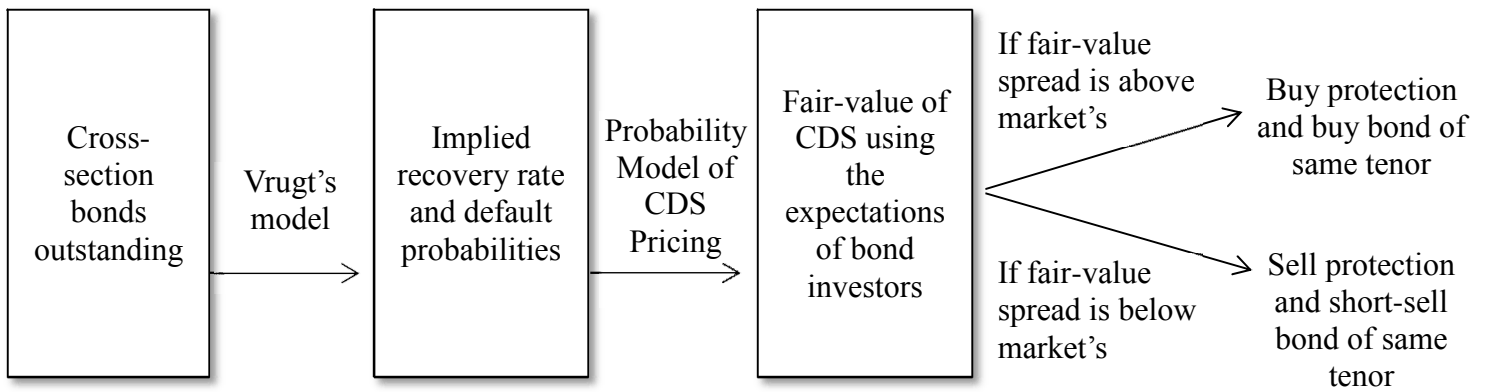 Cross-
section
bonds
outstanding
Vrugt's
model
Implied
recovery rate
and default
probabilities
Probability
Model of
CDS
Pricing
Fair-value of
CDS using
the
expectations
of bond
investors
If fair-value
spread is above
market's
Buy protection
and buy bond of
same tenor
If fair-value
spread is below
market's
Sell protection
and short-sell
bond of same
tenor